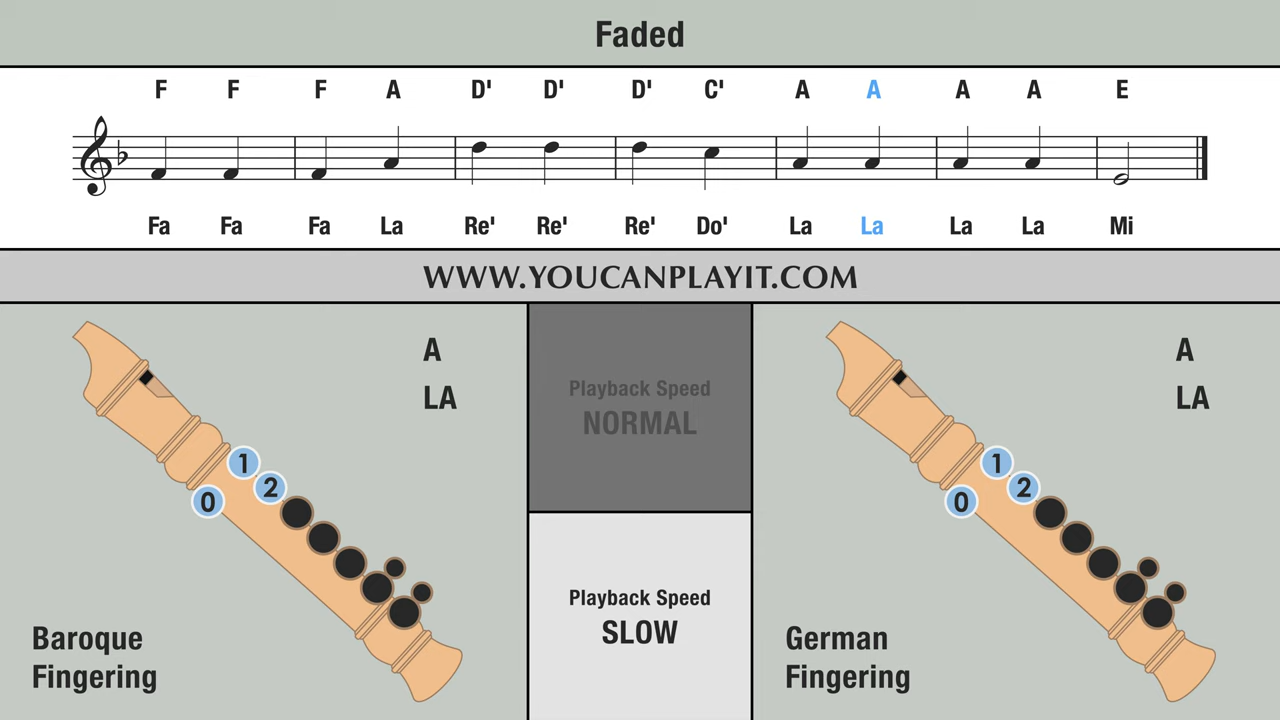 Faded
F F F A D' D' D' C' A A A A E
Fa Fa Fa La Re' Re' Re' Do' La La La La Mi
WWW.YOUCANPLAYIT.COM
A
LA
1
2
0
Baroque
Fingering
Playback Speed
NORMAL
Playback Speed
SLOW
A
LA
1
2
0
German
Fingering